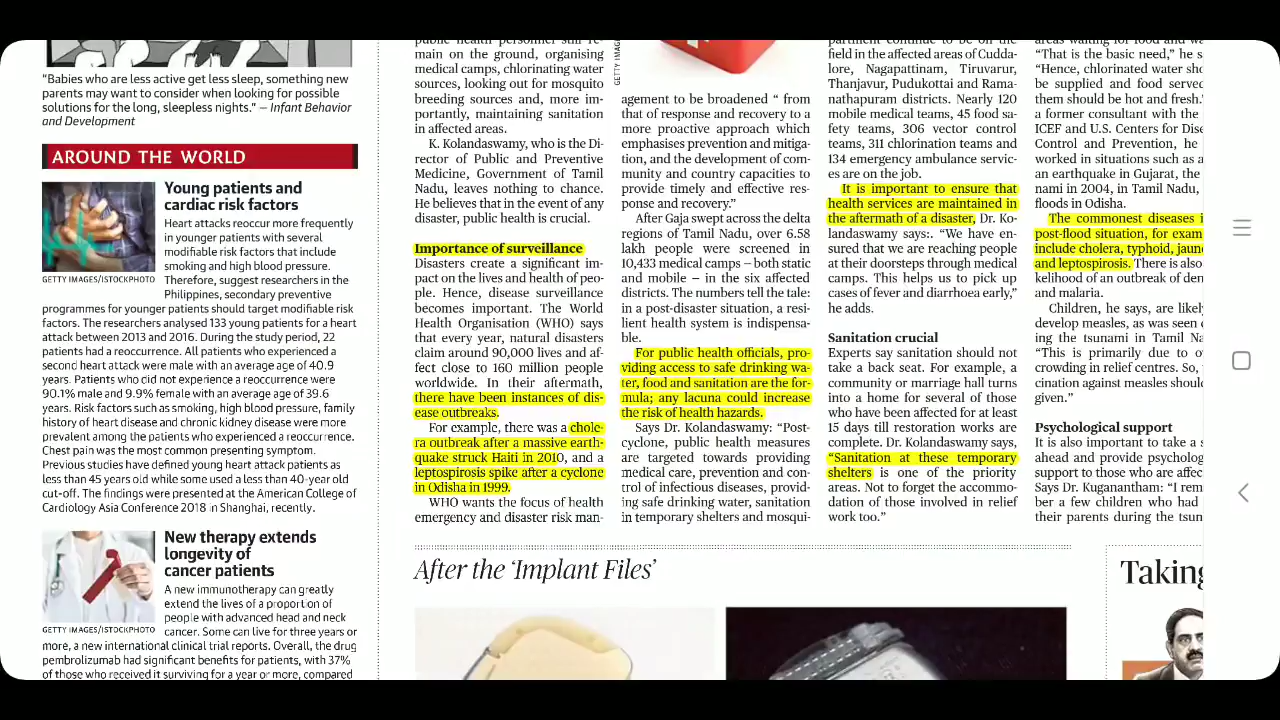 “Babies who are less active get less sleep, something new
parents may want to consider when looking for possible
solutions for the long, sleepless nights.” — Infant Behavior
and Development
AROUND THE WORLD
Young patients and
cardiac risk factors
Heart attacks reoccur more frequently
in younger patients with several
modifiable risk factors that include
smoking and high blood pressure.
GETTY IMAGES/ISTOCKPHOTO
Therefore, suggest researchers in the
Philippines, secondary preventive
programmes for younger patients should target modifiable risk
factors. The researchers analysed 133 young patients for a heart
attack between 2013 and 2016. During the study period, 22
patients had a reoccurrence. All patients who experienced a
second heart attack were male with an average age of 40.9
years. Patients who did not experience a reoccurrence were
90.1% male and 9.9% female with an average age of 39.6
years. Risk factors such as smoking, high blood pressure, family
history of heart disease and chronic kidney disease were more
prevalent among the patients who experienced a reoccurrence.
Chest pain was the most common presenting symptom.
Previous studies have defined young heart attack patients as
less than 45 years old while some used a less than 40-year old
cut-off. The findings were presented at the American College of
Cardiology Asia Conference 2018 in Shanghai, recently.
New therapy extends
longevity of
cancer patients
A new immunotherapy can greatly
extend the lives of a proportion of
people with advanced head and neck
GETTY IMAGES/ISTOCKPHOTO
cancer. Some can live for three years or
more, a new international clinical trial reports. Overall, the drug
pembrolizumab had significant benefits for patients, with 37%
of those who received it surviving for a year or more, compared
public health personnel still re-
main on the ground, organising
medical camps, chlorinating water
sources, looking out for mosquito
breeding sources and, more im-
portantly, maintaining sanitation
in affected areas.
K. Kolandaswamy, who is the Di-
rector of Public and Preventive
Medicine, Government of Tamil
Nadu, leaves nothing to chance.
He believes that in the event of any
disaster, public health is crucial.
Importance of surveillance
Disasters create a significant im-
pact on the lives and health of peo-
ple. Hence, disease surveillance
becomes important. The World
Health Organisation (WHO) says
that every year, natural disasters
claim around 90,000 lives and af-
fect close to 160 million people
worldwide. In their aftermath,
there have been instances of dis-
ease outbreaks.
For example, there was a chole-
ra outbreak after a massive earth-
quake struck Haiti in 2010, and a
leptospirosis spike after a cyclone
in Odisha in 1999.
WHO wants the focus of health
emergency and disaster risk man-
GETTY IMAG
agement to be broadened “ from
that of response and recovery to a
more proactive approach which
emphasises prevention and mitiga-
tion, and the development of com-
munity and country capacities to
provide timely and effective res-
ponse and recovery.”
After Gaja swept across the delta
regions of Tamil Nadu, over 6.58
lakh people were screened in
10,433 medical camps – both static
and mobile – in the six affected
districts. The numbers tell the tale:
in a post-disaster situation, a resi-
lient health system is indispensa-
ble.
For public health officials, pro-
viding access to safe drinking wa-
ter, food and sanitation are the for-
mula; any lacuna could increase
the risk of health hazards.
Says Dr. Kolandaswamy: “Post-
cyclone, public health measures
are targeted towards providing
medical care, prevention and con-
trol of infectious diseases, provid-
ing safe drinking water, sanitation
in temporary shelters and mosqui-
partment continue to be on the
field in the affected areas of Cudda-
lore, Nagapattinam, Tiruvarur,
Thanjavur, Pudukottai and Rama-
nathapuram districts. Nearly 120
mobile medical teams, 45 food sa-
fety teams, 306 vector control
teams, 311 chlorination teams and
134 emergency ambulance servic-
es are on the job.
It is important to ensure that
health services are maintained in
the aftermath of a disaster, Dr. Ko-
landaswamy says:. “We have en-
sured that we are reaching people
at their doorsteps through medical
camps. This helps us to pick up
cases of fever and diarrhoea early,”
he adds.
Sanitation crucial
Experts say sanitation should not
take a back seat. For example, a
community or marriage hall turns
into a home for several of those
who have been affected for at least
15 days till restoration works are
complete. Dr. Kolandaswamy says,
“Sanitation at these temporary
shelters is one of the priority
areas. Not to forget the accommo-
dation of those involved in relief
work too.”
areas waiting for food and wa
“That is the basic need,” he s
“Hence, chlorinated water sho
be supplied and food served
them should be hot and fresh.”
a former consultant with the
ICEF and U.S. Centers for Dise
Control and Prevention, he
worked in situations such as a
an earthquake in Gujarat, the
nami in 2004, in Tamil Nadu,
floods in Odisha.
The commonest diseases i
post-flood situation, for exam
include cholera, typhoid, jaun
and leptospirosis. There is also
kelihood of an outbreak of den
and malaria.
Children, he says, are likely
develop measles, as was seen d
ing the tsunami in Tamil Na
“This is primarily due to o
crowding in relief centres. So,
cination against measles should
given.”
Psychological support
It is also important to take a s
ahead and provide psycholog
support to those who are affec
Says Dr. Kuganantham: “I rem
ber a few children who had
their parents during the tsun
After the ‘Implant Files’
Taking